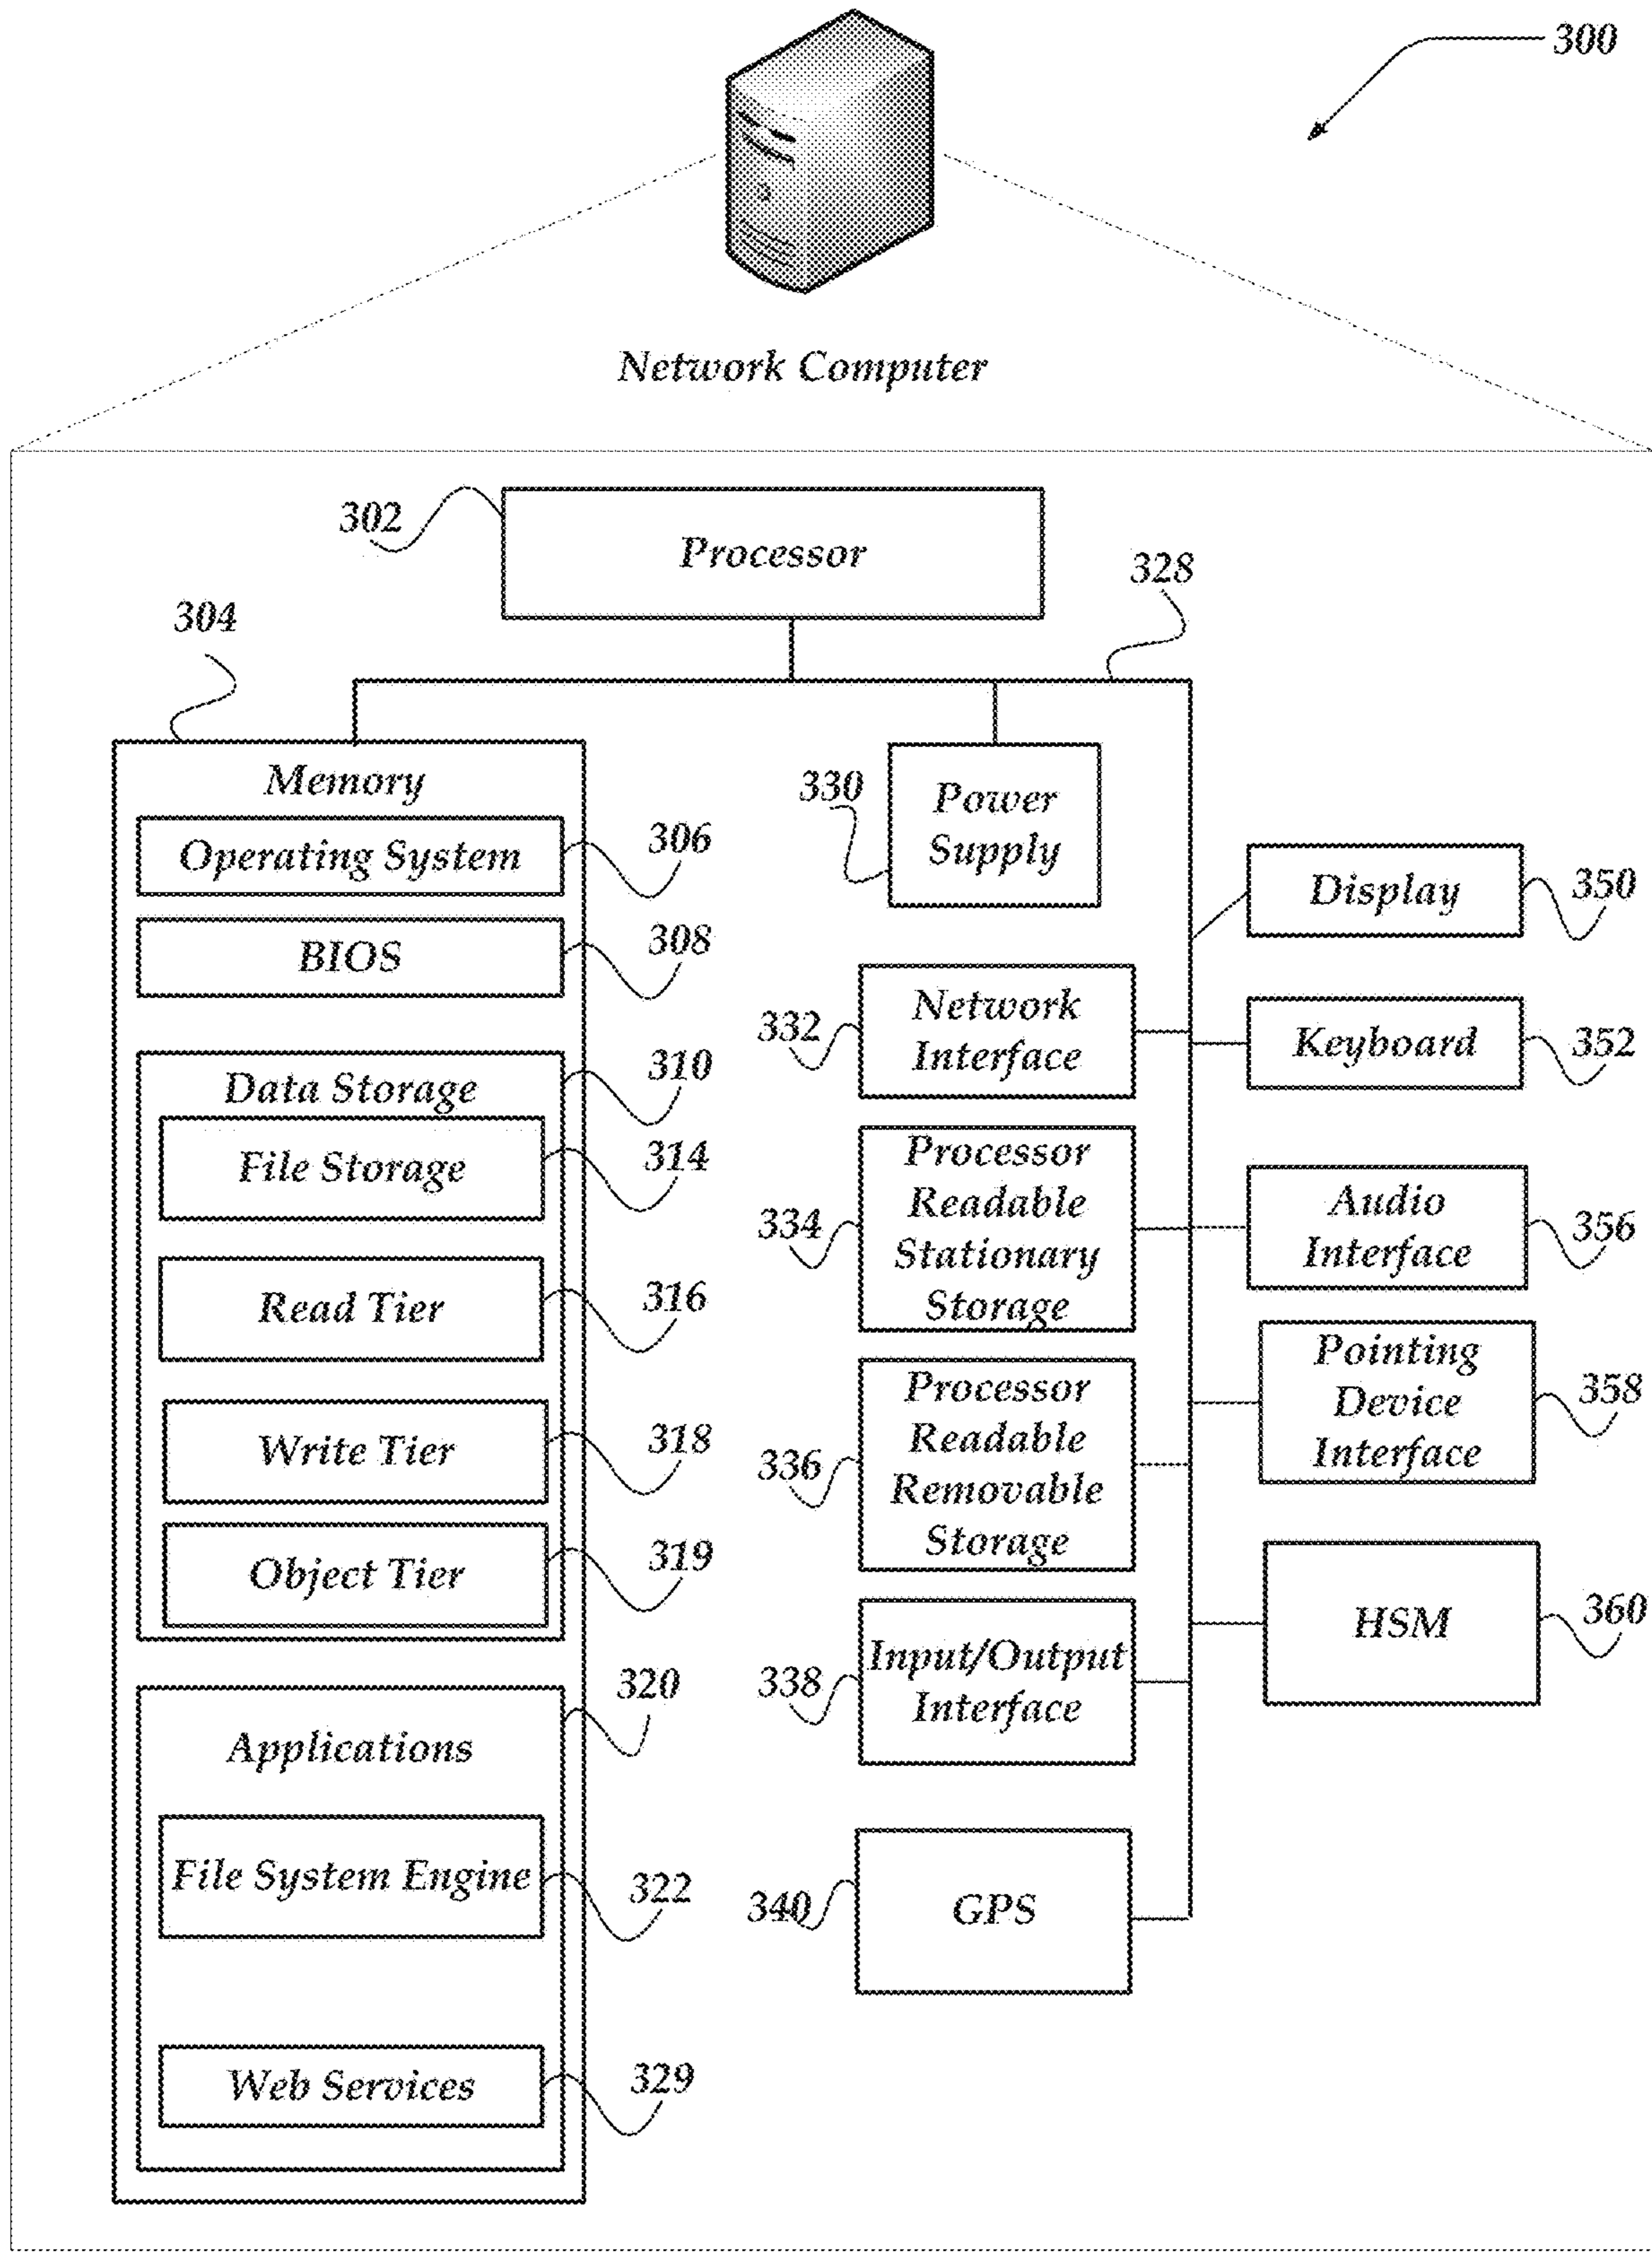 300
Network Computer
302
Processor
328
304
Memory
Operating System
306
BIOS
308
Data Storage
310
File Storage
314
Read Tier
316
Write Tier
318
Object Tier
319
Applications
320
File System Engine
322
Web Services
329
330
Power
Supply
332
Network
Interface
334
Processor
Readable
Stationary
Storage
336
Processor
Readable
Removable
Storage
338
Input/Output
Interface
340
GPS
Display
350
Keyboard
352
Audio
Interface
356
Pointing
Device
Interface
358
HSM
360